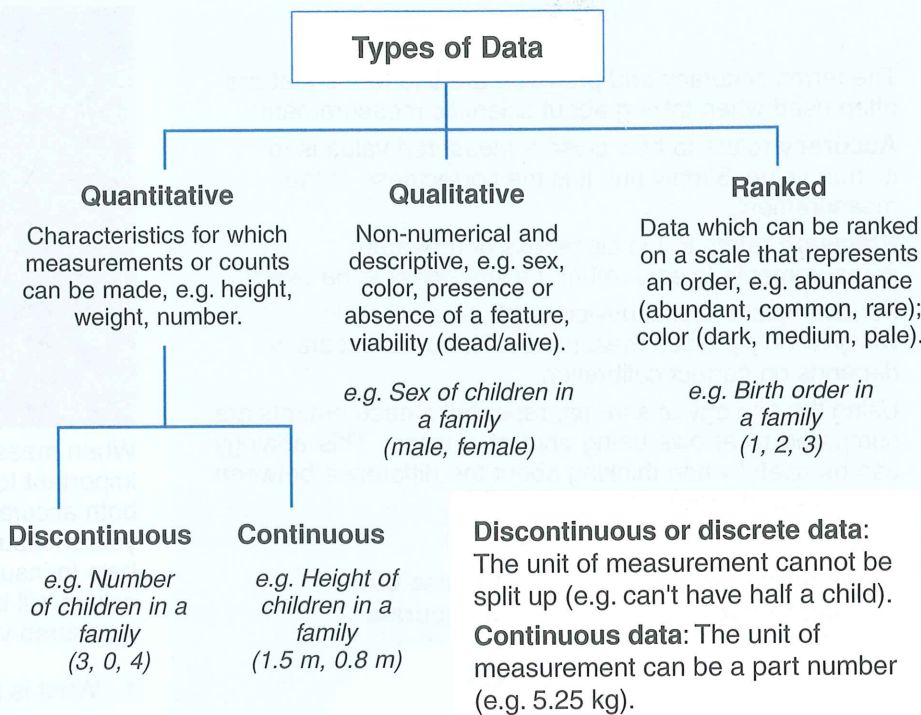 Types of Data
Quantitative
Characteristics for which
measurements or counts
can be made, e.g. height,
weight, number.
Qualitative
Non-numerical and
descriptive, e.g. sex,
color, presence or
absence of a feature,
viability (dead/alive).
e.g. Sex of children in
a family
(male, female)
Ranked
Data which can be ranked
on a scale that represents
an order, e.g. abundance
(abundant, common, rare);
color (dark, medium, pale).
e.g. Birth order in
a family
(1, 2, 3)
Discontinuous
e.g. Number
of children in a
family
(3, 0, 4)
Continuous
e.g. Height of
children in a
family
(1.5 m, 0.8 m)
Discontinuous or discrete data:
The unit of measurement cannot be
split up (e.g. can't have half a child).
Continuous data: The unit of
measurement can be a part number
(e.g. 5.25 kg).